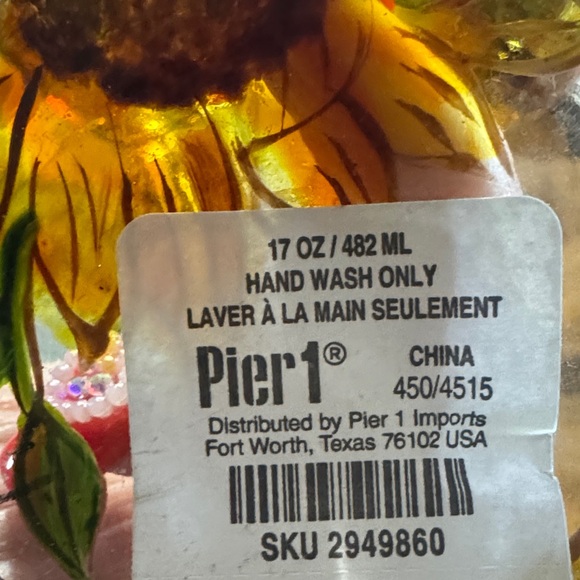 17 OZ / 482 ML
HAND WASH ONLY
LAVER À LA MAIN SEULEMENT
Pier1® CHINA
450/4515
Distributed by Pier 1 Imports
Fort Worth, Texas 76102 USA
SKU 2949860